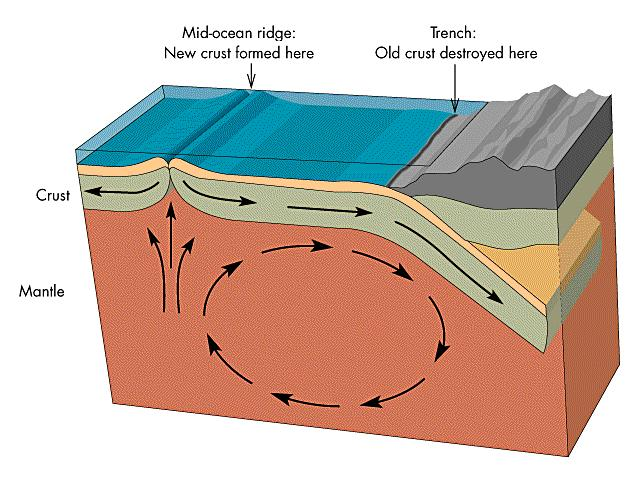 Mid-ocean ridge:
New crust formed here
Trench:
Old crust destroyed here
Crust
Mantle